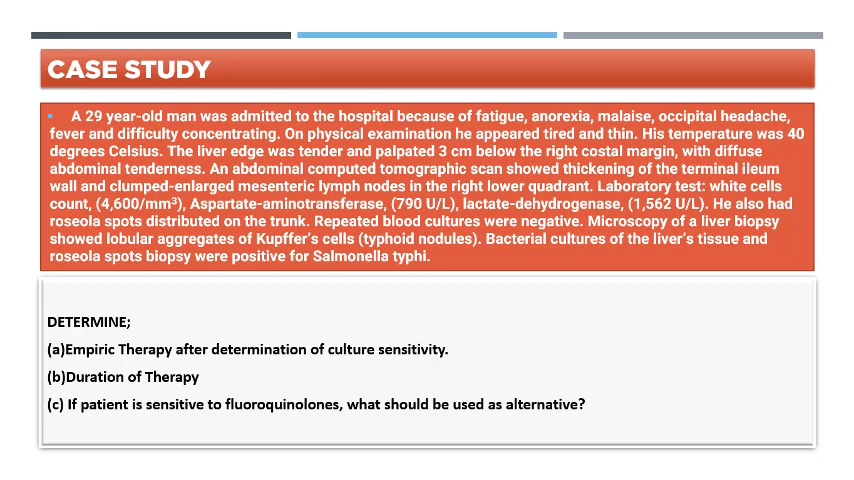 CASE STUDY
▪ A 29 year-old man was admitted to the hospital because of fatigue, anorexia, malaise, occipital headache,
fever and difficulty concentrating. On physical examination he appeared tired and thin. His temperature was 40
degrees Celsius. The liver edge was tender and palpated 3 cm below the right costal margin, with diffuse
abdominal tenderness. An abdominal computed tomographic scan showed thickening of the terminal ileum
wall and clumped-enlarged mesenteric lymph nodes in the right lower quadrant. Laboratory test: white cells
count, (4,600/mm³), Aspartate-aminotransferase, (790 U/L), lactate-dehydrogenase, (1,562 U/L). He also had
roseola spots distributed on the trunk. Repeated blood cultures were negative. Microscopy of a liver biopsy
showed lobular aggregates of Kupffer's cells (typhoid nodules). Bacterial cultures of the liver's tissue and
roseola spots biopsy were positive for Salmonella typhi.
DETERMINE;
(a)Empiric Therapy after determination of culture sensitivity.
(b)Duration of Therapy
(c) If patient is sensitive to fluoroquinolones, what should be used as alternative?